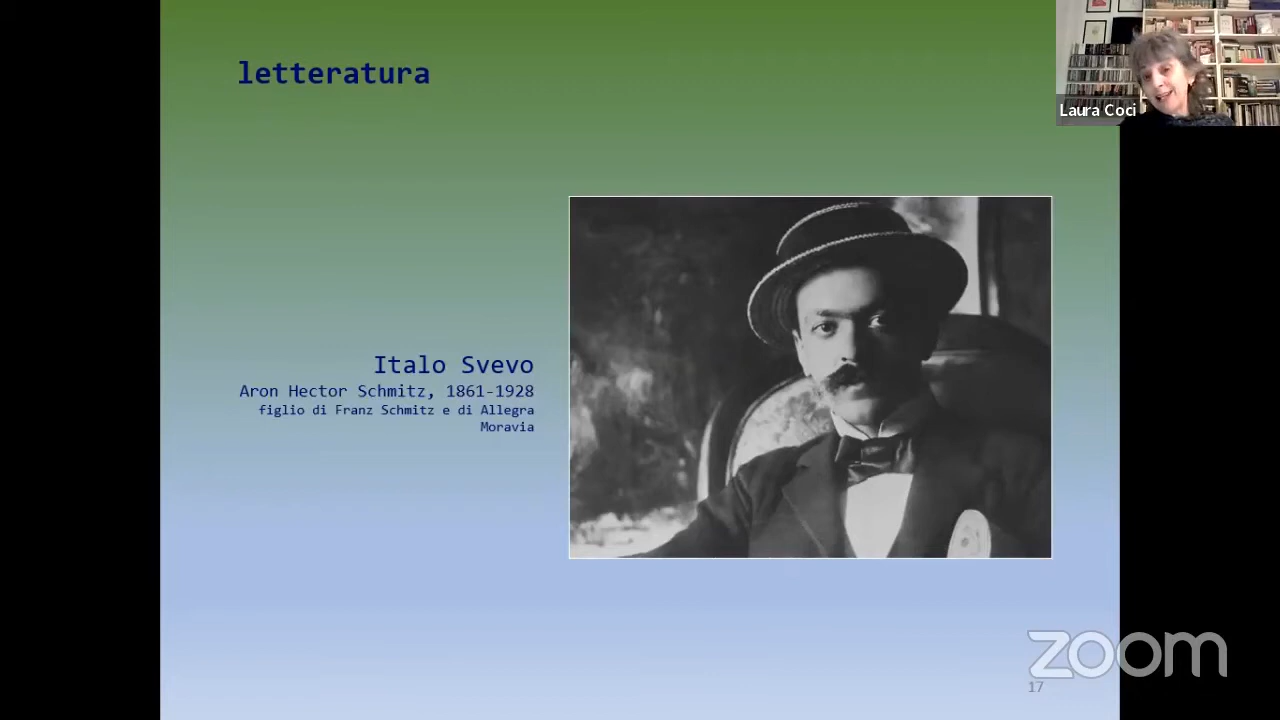 letteratura
Laura Coci
Italo Svevo
Aron Hector Schmitz, 1861-1928
figlio di Franz Schmitz e di Allegra
Moravia
zoom
17